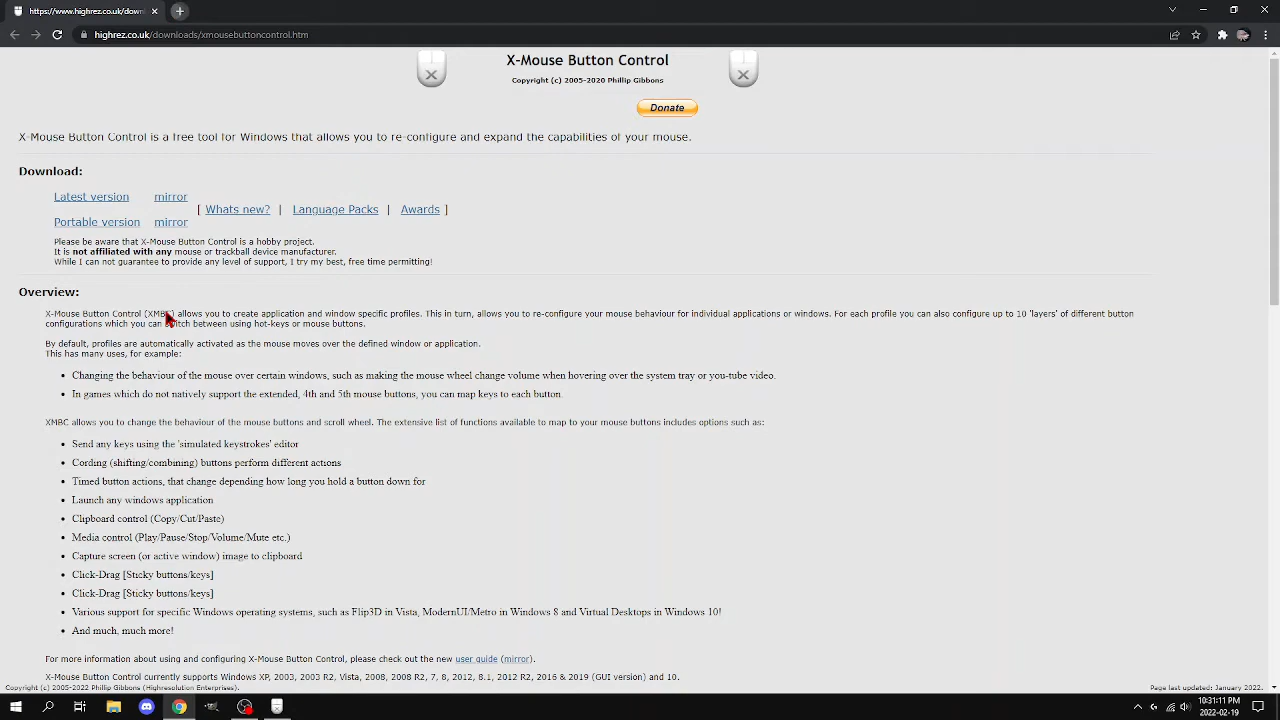 https://www.highrez.co.uk/downl
highrez.co.uk/downloads/xmousebuttoncontrol.htm
X-Mouse Button Control
Copyright (c) 2005-2020 Phillip Gibbons
Donate
X-Mouse Button Control is a free tool for Windows that allows you to re-configure and expand the capabilities of your mouse.
Download:
Latest version mirror
[ Whats new? | Language Packs | Awards ]
Portable version mirror
Please be aware that X-Mouse Button Control is a hobby project.
It is not affiliated with any mouse or trackball device manufacturer.
While I can not guarantee to provide any level of support, I try my best, free time permitting!
Overview:
X-Mouse Button Control (XMBC) allows you to create application and window specific profiles. This in turn, allows you to re-configure your mouse behaviour for individual applications or windows. For each profile you can also configure up to 10 'layers' of different button
configurations which you can switch between using hot-keys or mouse buttons.
By default, profiles are automatically activated as the mouse moves over the defined window or application.
This has many uses, for example:
• Changing the behaviour of the mouse over certain windows, such as making the mouse wheel change volume when hovering over the system tray or you-tube video.
• In games which do not natively support the extended, 4th and 5th mouse buttons, you can map keys to each button.
XMBC allows you to change the behaviour of the mouse buttons and scroll wheel. The extensive list of functions available to map to your mouse buttons includes options such as:
• Send any keys using the 'simulated keystrokes' editor
• Cording (shifting/combining) buttons perform different actions
• Timed button actions, that change depending how long you hold a button down for
• Launch any windows application
• Clipboard control (Copy/Cut/Paste)
• Media control (Play/Pause/Stop/Volume/Mute etc.)
• Capture screen (or active window) image to clipboard
• Click-Drag [Sticky buttons/keys]
• Click-Drag [Sticky buttons/keys]
• Various support for specific Windows operating systems, such as Flip3D in Vista, ModernUI/Metro in Windows 8 and Virtual Desktops in Windows 10!
• And much, much more!
For more information about using and configuring X-Mouse Button Control, please check out the new user guide (mirror).
X-Mouse Button Control currently supports Windows XP, 2003, 2003 R2, Vista, 2008, 2008 R2, 7, 8, 2012, 8.1, 2012 R2, 2016 & 2019 (GUI version) and 10.
Copyright (c) 2005-2022 Phillip Gibbons (Highresolution Enterprises).
Page last updated: January 2022.
10:31:11 PM
2022-02-19